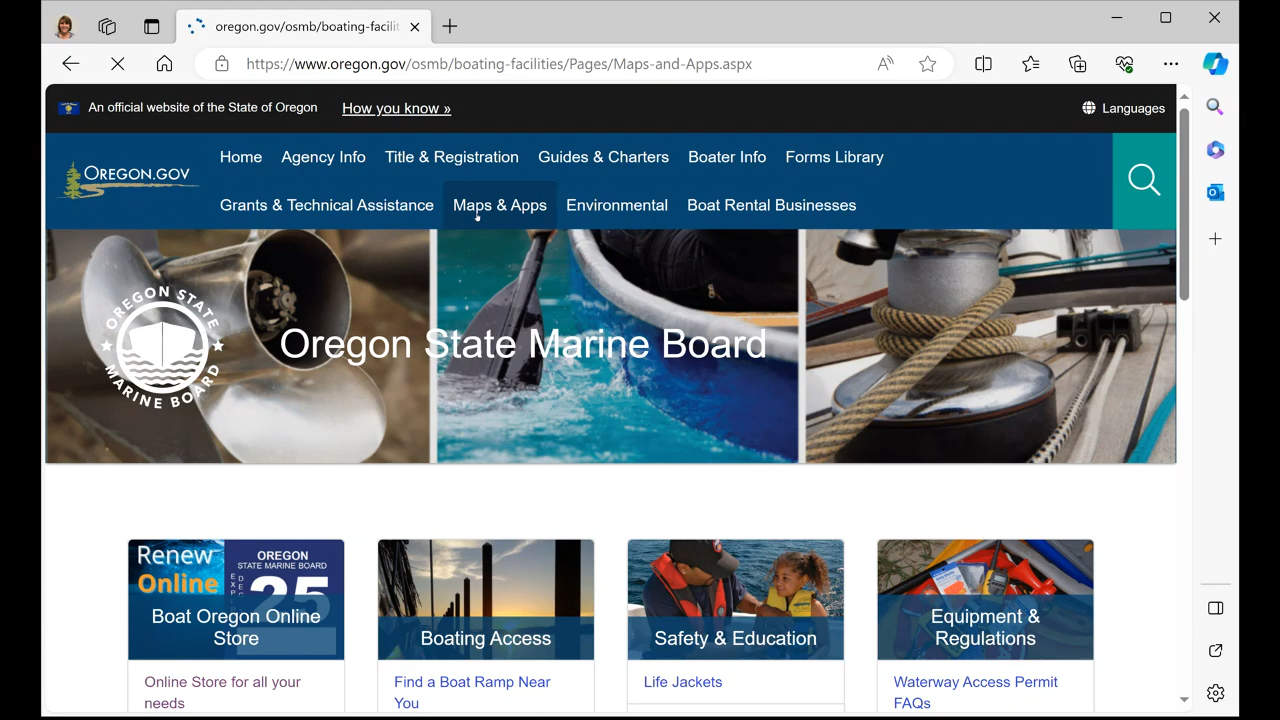 oregon.gov/osmb/boating-facilit
https://www.oregon.gov/osmb/boating-facilities/Pages/Maps-and-Apps.aspx
An official website of the State of Oregon
How you know »
Languages
OREGON.GOV
Home
Agency Info
Title & Registration
Guides & Charters
Boater Info
Forms Library
Grants & Technical Assistance
Maps & Apps
Environmental
Boat Rental Businesses
OREGON STATE
MARINE BOARD
Oregon State Marine Board
Renew
Online
OREGON
STATE MARINE BOARD
EXP
DEC
25
Boat Oregon Online
Store
Boating Access
Safety & Education
Equipment &
Regulations
Online Store for all your
needs
Find a Boat Ramp Near
You
Life Jackets
Waterway Access Permit
FAQs